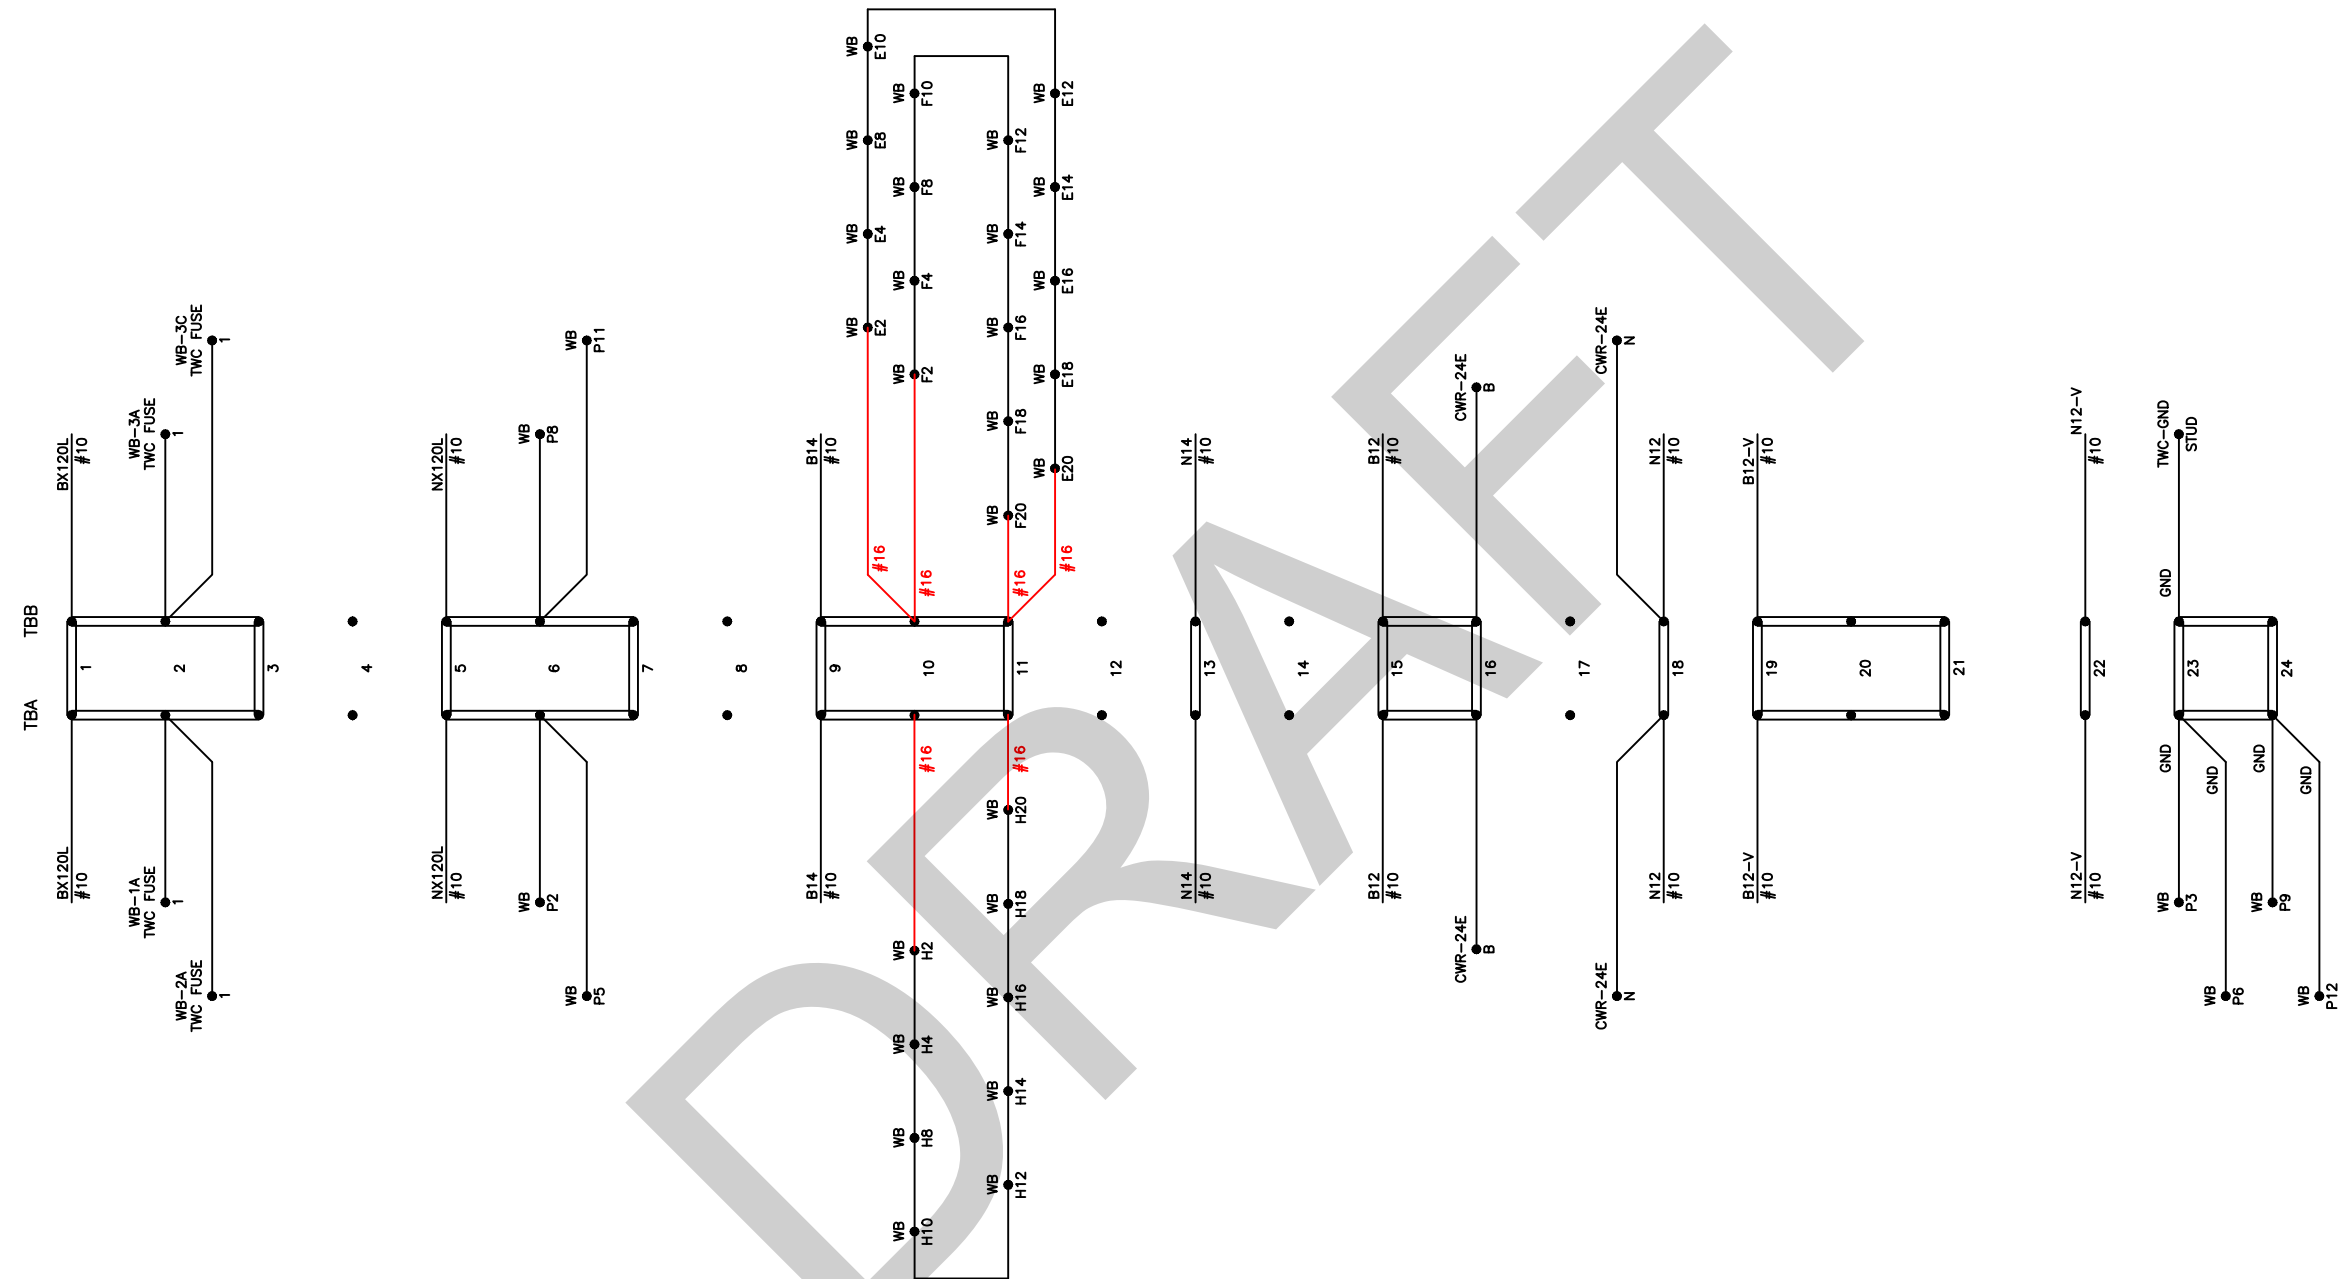 TBB
TBA
BX120L
#10
WB-3A
TWC FUSE
1
WB-3C
TWC FUSE
1
1
2
3
BX120L
#10
WB-1A
TWC FUSE
1
WB-2A
TWC FUSE
1
4
NX120L
#10
WB
P8
WB
P11
5
6
7
NX120L
#10
WB
P2
WB
P5
8
B14
#10
WB
E10
WB
E8
WB
E4
WB
E2
#16
WB
F10
WB
F8
WB
F4
WB
F2
#16
WB
F12
WB
F14
WB
F16
WB
F18
WB
F20
#16
WB
E12
WB
E14
WB
E16
WB
E18
WB
E20
#16
9
10
11
B14
#10
#16
WB
H2
WB
H4
WB
H8
WB
H10
#16
WB
H20
WB
H18
WB
H16
WB
H14
WB
H12
12
N14
#10
13
N14
#10
14
B12
#10
CWR-24E
B
15
16
B12
#10
CWR-24E
B
17
CWR-24E
N
N12
#10
18
CWR-24E
N
N12
#10
B12-V
#10
19
20
21
B12-V
#10
N12-V
#10
22
N12-V
#10
TWC-GND
STUD
GND
23
24
GND
WB
P3
GND
WB
P6
GND
WB
P9
GND
WB
P12
DRAFT